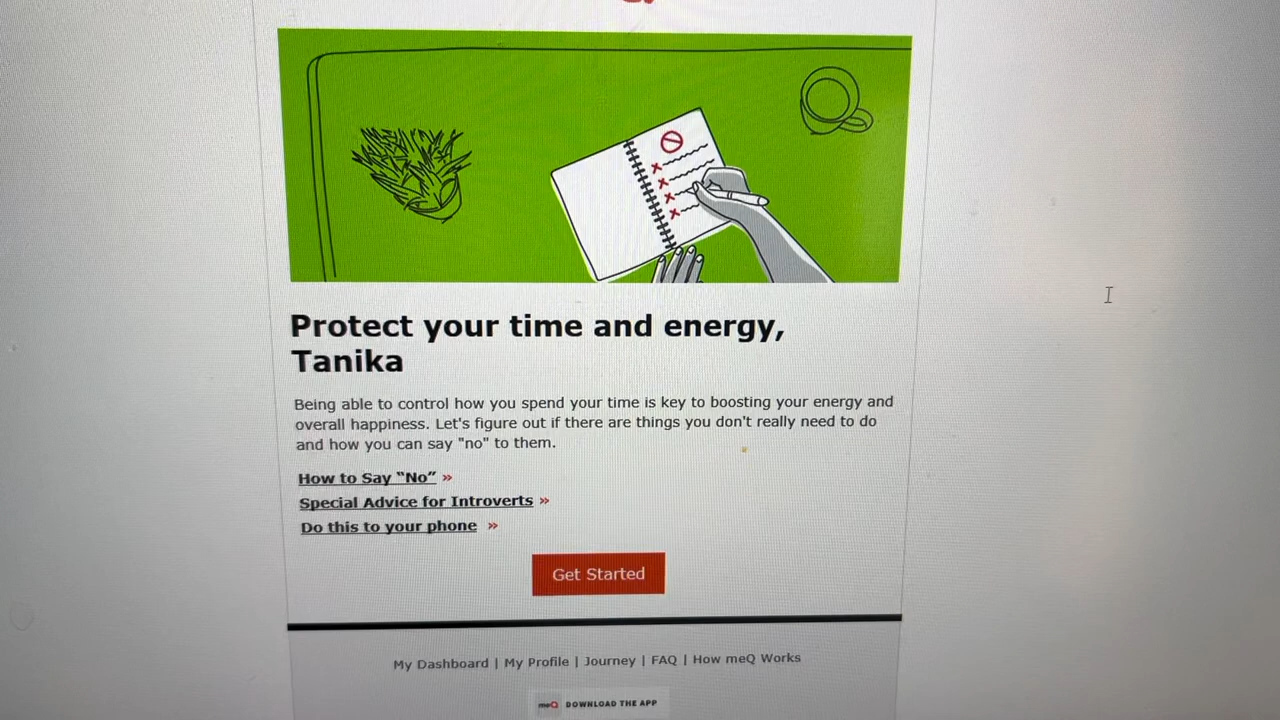 Protect your time and energy,
Tanika
Being able to control how you spend your time is key to boosting your energy and
overall happiness. Let's figure out if there are things you don't really need to do
and how you can say "no" to them.
How to Say “No” »
Special Advice for Introverts »
Do this to your phone »
Get Started
My Dashboard | My Profile | Journey | FAQ | How meQ Works
meQ DOWNLOAD THE APP